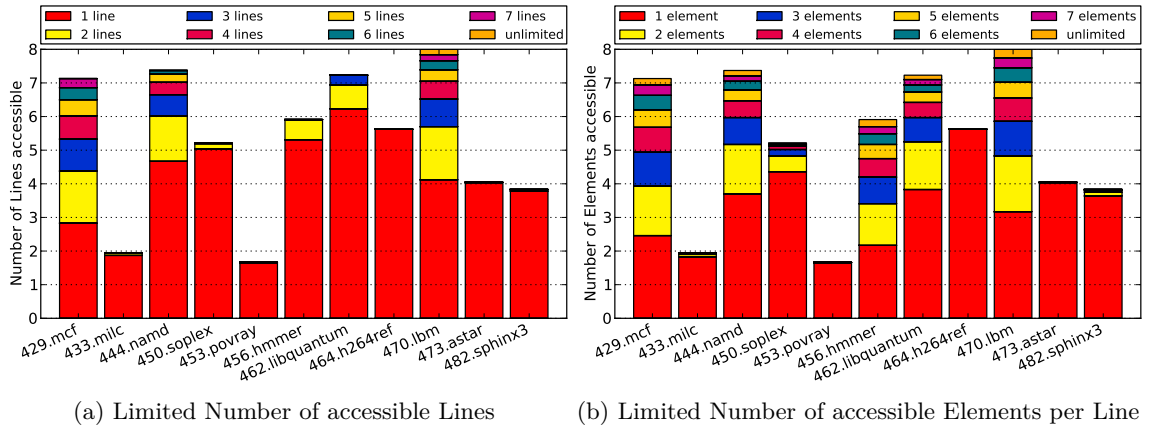 1 line 3 lines 5 lines 7 lines
2 lines 4 lines 6 lines unlimited
Number of Lines accessible
8
7
6
5
4
3
2
1
0
429.mcf
433.milc
444.namd
450.soplex
453.povray
456.hmmer
462.libquantum
464.h264ref
470.lbm
473.astar
482.sphinx3
(a) Limited Number of accessible Lines
1 element 3 elements 5 elements 7 elements
2 elements 4 elements 6 elements unlimited
Number of Elements accessible
8
7
6
5
4
3
2
1
0
429.mcf
433.milc
444.namd
450.soplex
453.povray
456.hmmer
462.libquantum
464.h264ref
470.lbm
473.astar
482.sphinx3
(b) Limited Number of accessible Elements per Line